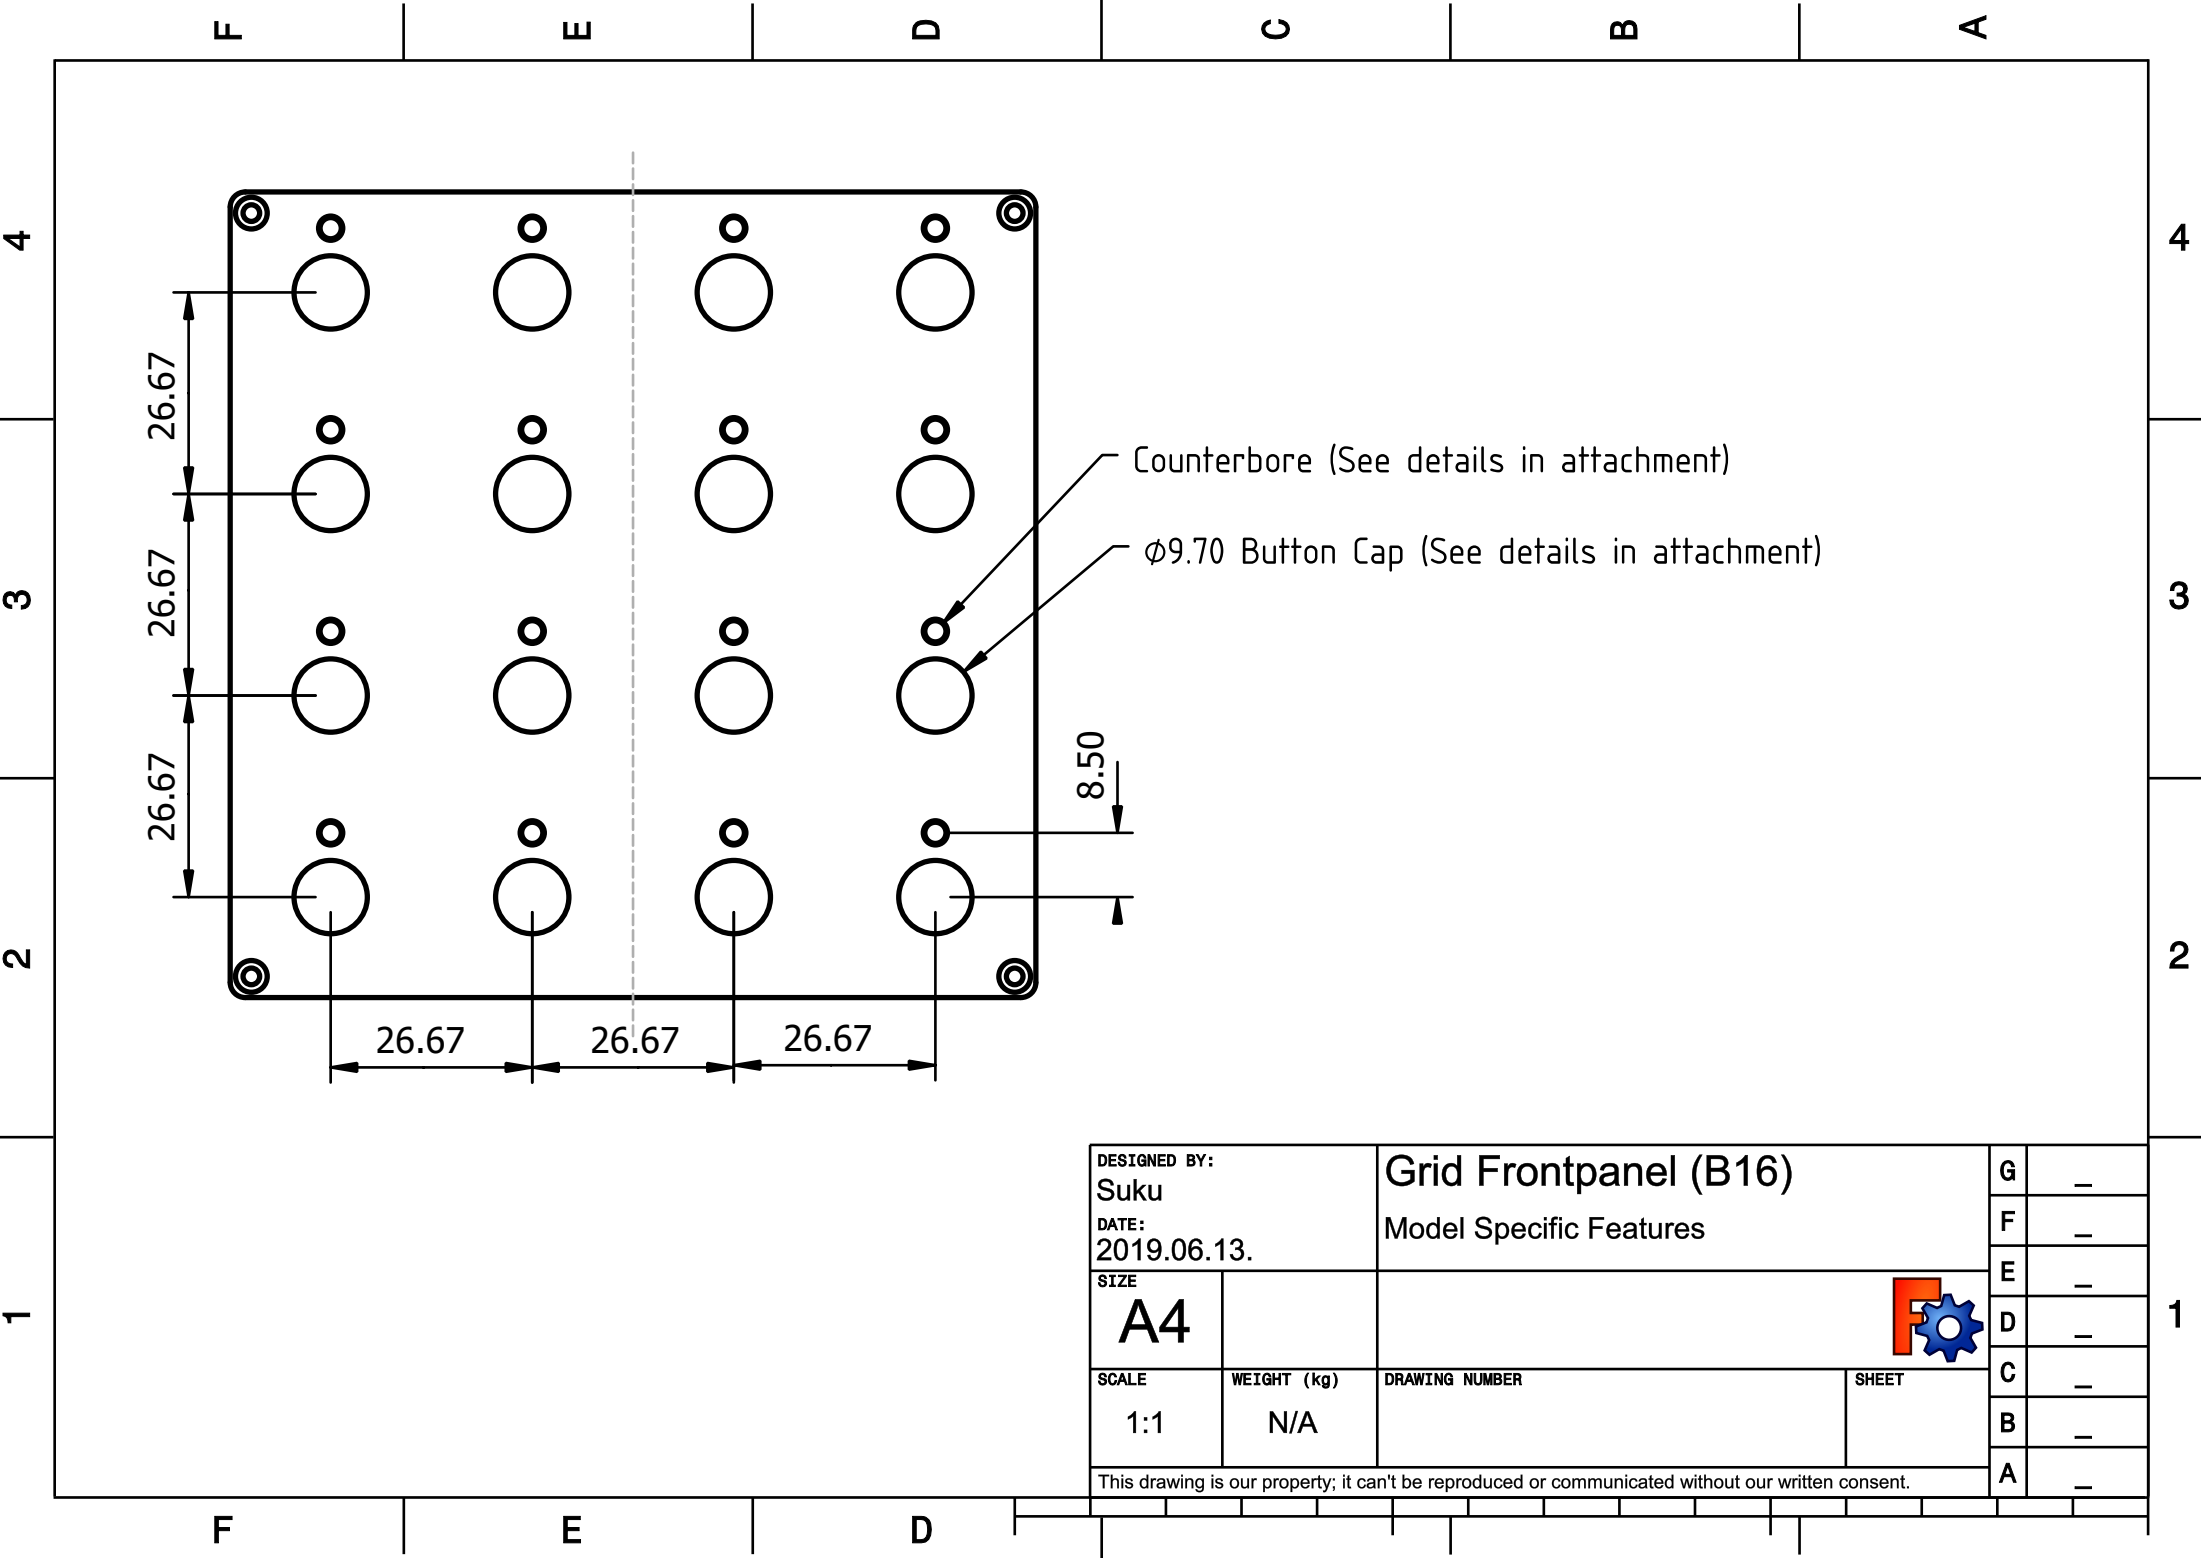 F E D C B A
4 4
26.67
Counterbore (See details in attachment)
⌀9.70 Button Cap (See details in attachment)
26.67
3 3
8.50
26.67
2 2
26.67 26.67 26.67
DESIGNED BY:
Suku
DATE:
2019.06.13.
Grid Frontpanel (B16)
Model Specific Features
G _
F _
E _
D _
C _
B _
A _
SIZE
A4
1 1
SCALE
1:1
WEIGHT (kg)
N/A
DRAWING NUMBER
SHEET
F
This drawing is our property; it can't be reproduced or communicated without our written consent.
F E D